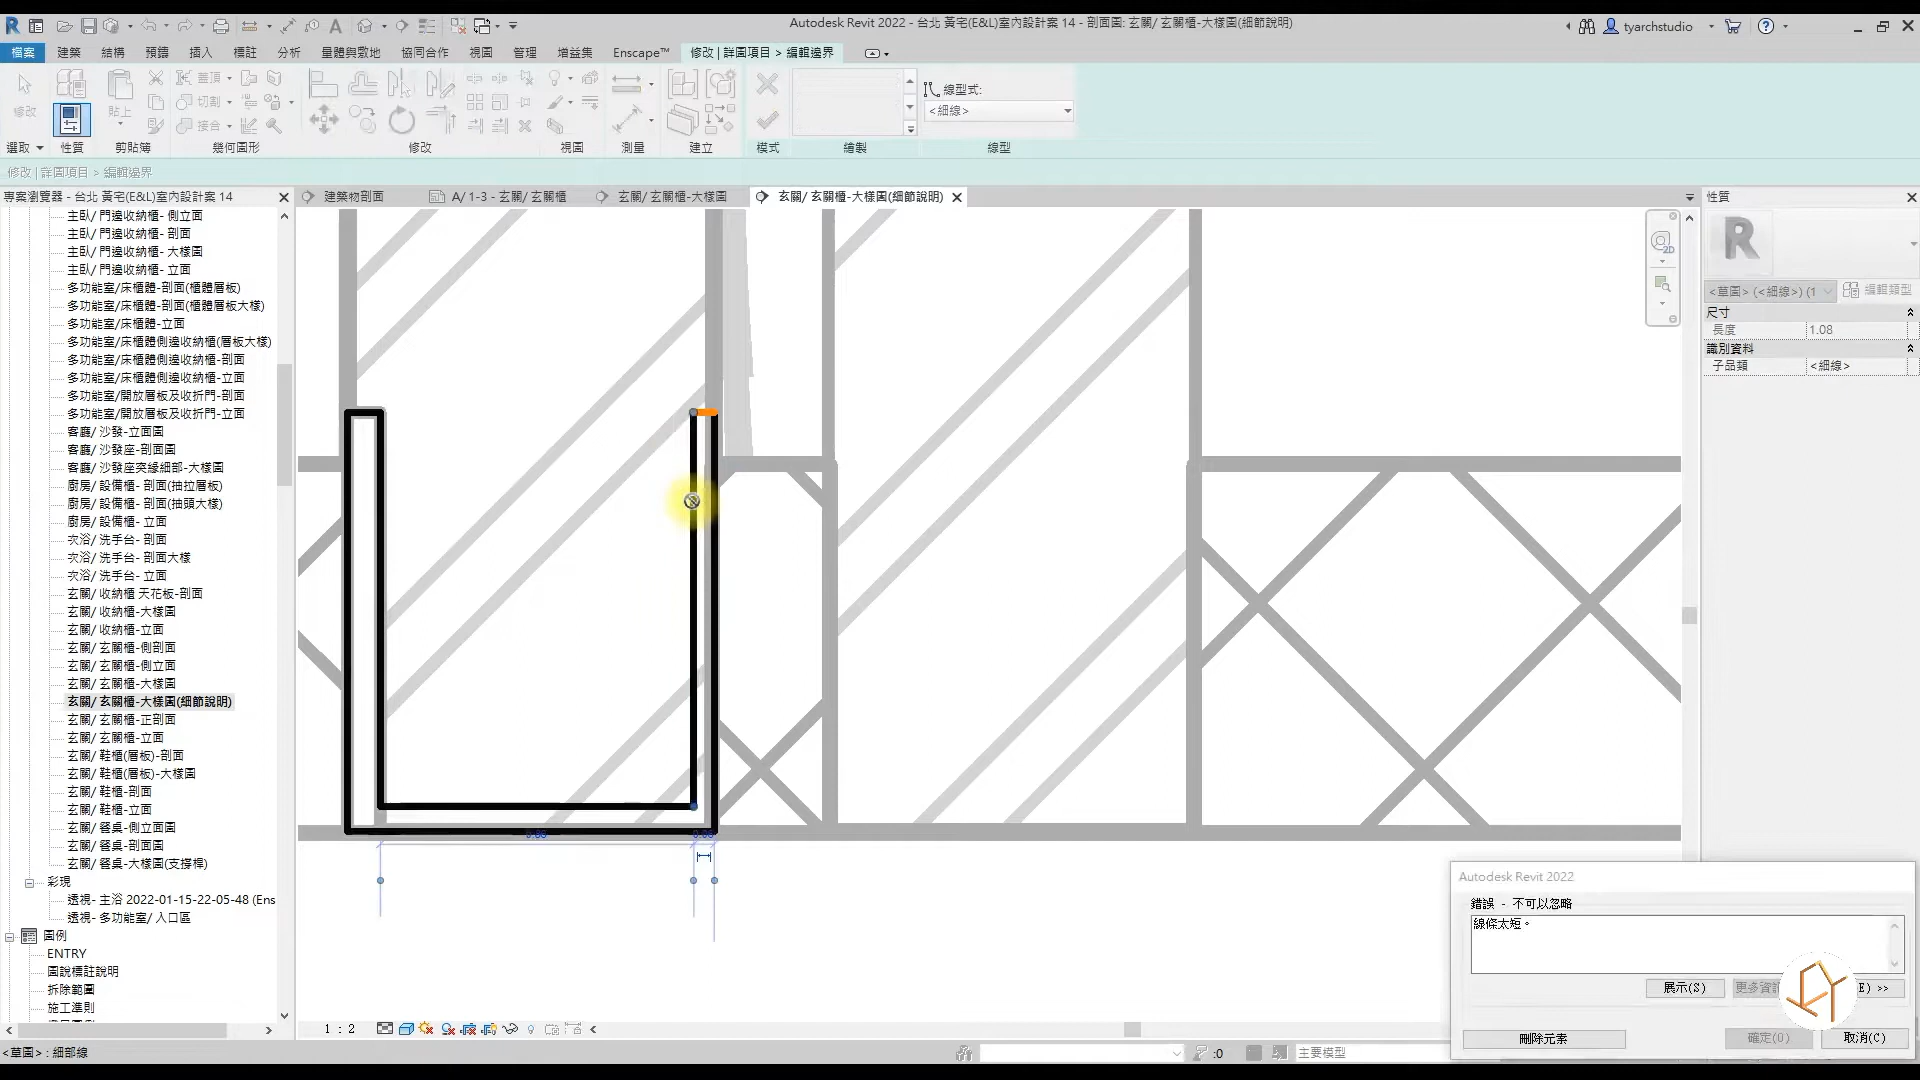 Autodesk Revit 2022 - 台北 黃宅(E&L)室內設計案 14 - 剖面圖: 玄關/ 玄關櫃-大樣圖(細節說明)
tyarchstudio
檔案
建築
結構
預鑄
插入
標註
分析
量體與敷地
協同合作
視圖
管理
增益集
Enscape™
修改 | 詳圖項目 > 編輯邊界
修改
貼上
蓋頂
切割
接合
線型式:
<細線>
選取
性質
剪貼簿
幾何圖形
修改
視圖
測量
建立
模式
繪製
線型
修改 | 詳圖項目 > 編輯邊界
專案瀏覽器 - 台北 黃宅(E&L)室內設計案 14
建築物剖面
A/ 1-3 - 玄關/ 玄關櫃
玄關/ 玄關櫃-大樣圖
玄關/ 玄關櫃-大樣圖(細節說明)
性質
主臥/ 門邊收納櫃- 側立面
主臥/ 門邊收納櫃- 剖面
主臥/ 門邊收納櫃- 大樣圖
主臥/ 門邊收納櫃- 立面
多功能室/床櫃體-剖面(櫃體層板)
多功能室/床櫃體-剖面(櫃體層板大樣)
多功能室/床櫃體-立面
多功能室/床櫃體側邊收納櫃(層板大樣)
多功能室/床櫃體側邊收納櫃-剖面
多功能室/床櫃體側邊收納櫃-立面
多功能室/開放層板及收折門-剖面
多功能室/開放層板及收折門-立面
客廳/ 沙發-立面圖
客廳/ 沙發座-剖面圖
客廳/ 沙發座突緣細部-大樣圖
廚房/ 設備櫃- 剖面(抽拉層板)
廚房/ 設備櫃- 剖面(抽頭大樣)
廚房/ 設備櫃- 立面
次浴/ 洗手台- 剖面
次浴/ 洗手台- 剖面大樣
次浴/ 洗手台- 立面
玄關/ 收納櫃 天花板-剖面
玄關/ 收納櫃-大樣圖
玄關/ 收納櫃-立面
玄關/ 玄關櫃-側剖面
玄關/ 玄關櫃-側立面
玄關/ 玄關櫃-大樣圖
玄關/ 玄關櫃-大樣圖(細節說明)
玄關/ 玄關櫃-正剖面
玄關/ 玄關櫃-立面
玄關/ 鞋櫃(層板)-剖面
玄關/ 鞋櫃(層板)-大樣圖
玄關/ 鞋櫃-剖面
玄關/ 鞋櫃-立面
玄關/ 餐桌-側立面圖
玄關/ 餐桌-剖面圖
玄關/ 餐桌-大樣圖(支撐桿)
彩現
透視- 主浴 2022-01-15-22-05-48 (Ens
透視- 多功能室/ 入口區
圖例
ENTRY
圖說標註說明
拆除範圍
施工準則
2D
<草圖> (<細線>) (1
編輯類型
尺寸
長度
1.08
識別資料
子品類
<細線>
Autodesk Revit 2022
錯誤 - 不可以忽略
線條太短。
展示(S)
更多資
E) >>
刪除元素
確定(O)
取消(C)
1 : 2
<草圖> : 細部線
:0
主要模型